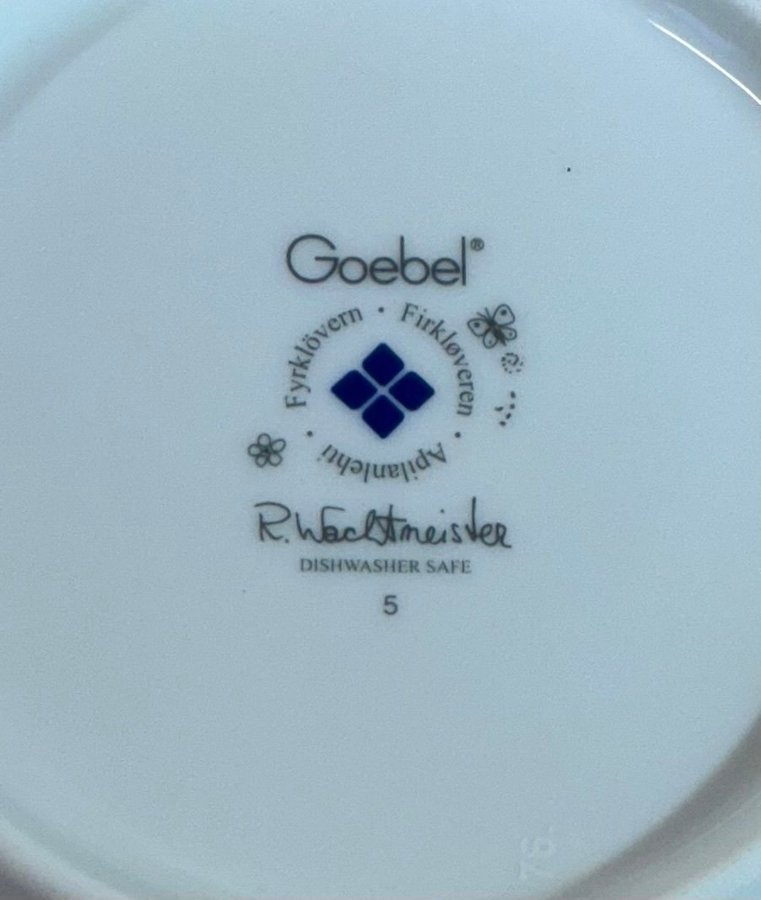 Goebel®
Fyrklövern · Firkløveren · Apilanlehti ·
R. Wachtmeister
DISHWASHER SAFE
5